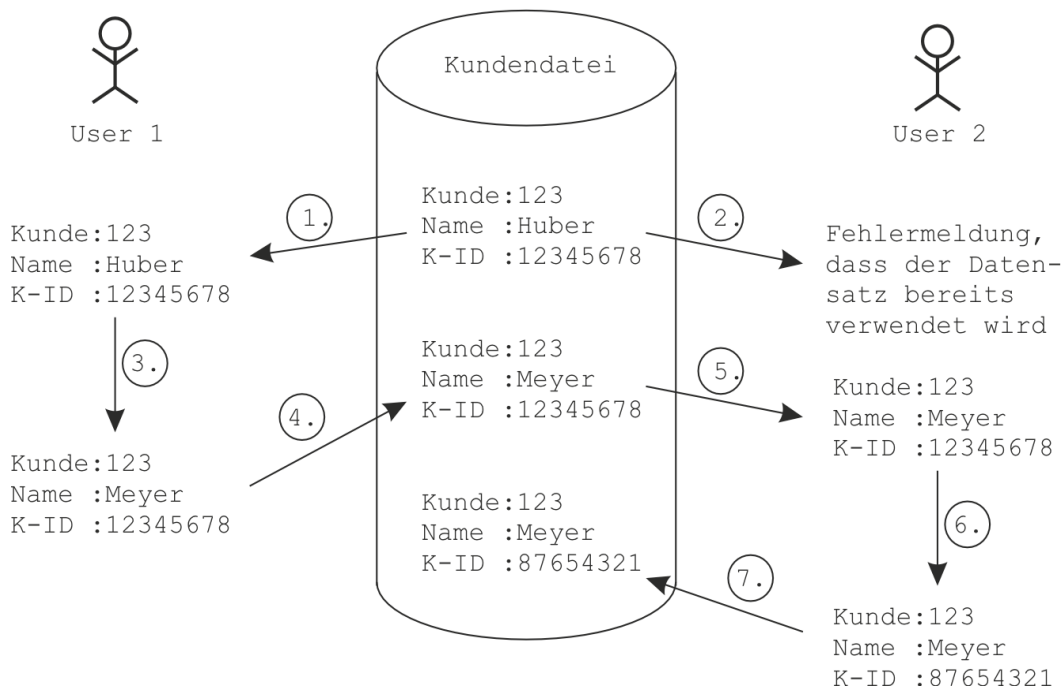 Kundendatei
User 1
User 2
Kunde:123
Name :Huber
K-ID :12345678
1.
Kunde:123
Name :Huber
K-ID :12345678
2.
Fehlermeldung,
dass der Daten-
satz bereits
verwendet wird
3.
Kunde:123
Name :Meyer
K-ID :12345678
4.
Kunde:123
Name :Meyer
K-ID :12345678
5.
Kunde:123
Name :Meyer
K-ID :12345678
6.
Kunde:123
Name :Meyer
K-ID :87654321
7.
Kunde:123
Name :Meyer
K-ID :87654321